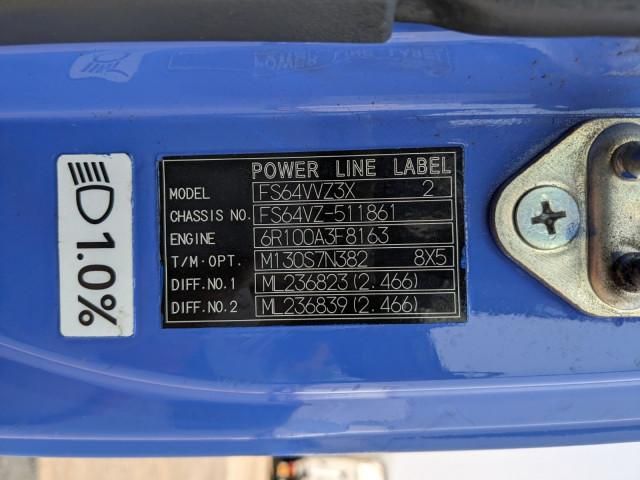 POWER LINE LABEL
MODEL FS64VVZ3X 2
CHASSIS NO. FS64VZ-511861
ENGINE 6R100A3F8163
T/M·OPT. M130S7N382 8X5
DIFF.NO.1 ML236823(2.466)
DIFF.NO.2 ML236839(2.466)
1.0%